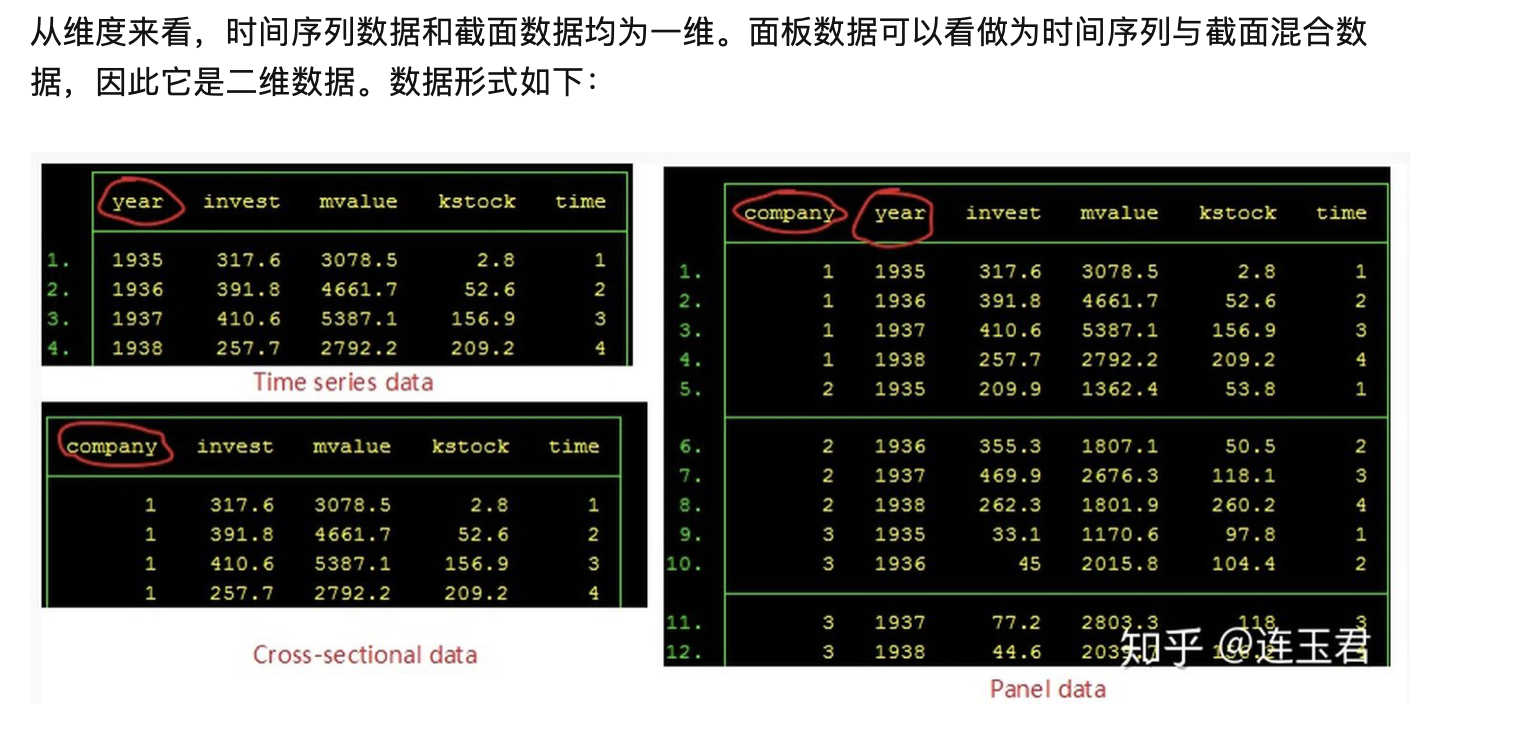 从维度来看，时间序列数据和截面数据均为一维。面板数据可以看做为时间序列与截面混合数
据，因此它是二维数据。数据形式如下：
year invest mvalue kstock time
1. 1935 317.6 3078.5 2.8 1
2. 1936 391.8 4661.7 52.6 2
3. 1937 410.6 5387.1 156.9 3
4. 1938 257.7 2792.2 209.2 4
Time series data
company invest mvalue kstock time
1 317.6 3078.5 2.8 1
1 391.8 4661.7 52.6 2
1 410.6 5387.1 156.9 3
1 257.7 2792.2 209.2 4
Cross-sectional data
company year invest mvalue kstock time
1. 1 1935 317.6 3078.5 2.8 1
2. 1 1936 391.8 4661.7 52.6 2
3. 1 1937 410.6 5387.1 156.9 3
4. 1 1938 257.7 2792.2 209.2 4
5. 2 1935 209.9 1362.4 53.8 1
6. 2 1936 355.3 1807.1 50.5 2
7. 2 1937 469.9 2676.3 118.1 3
8. 2 1938 262.3 1801.9 260.2 4
9. 3 1935 33.1 1170.6 97.8 1
10. 3 1936 45 2015.8 104.4 2
11. 3 1937 77.2 2803.3 118 3
12. 3 1938 44.6
知乎 @连玉君
Panel data